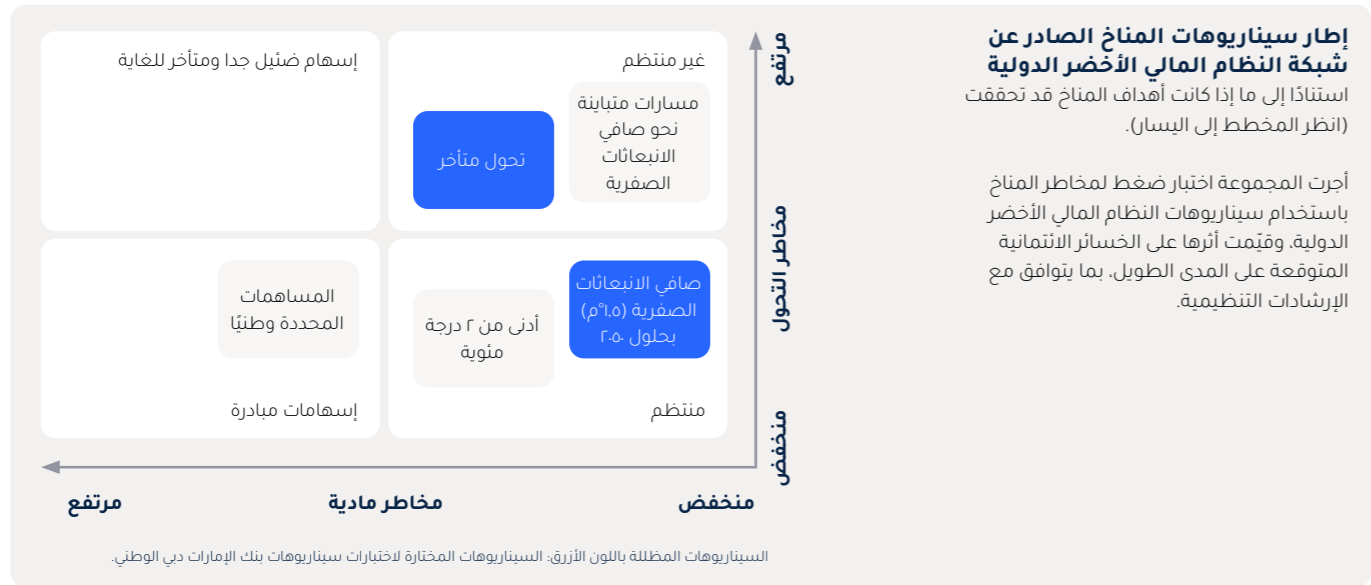 إطار سيناريوهات المناخ الصادر عن
شبكة النظام المالي الأخضر الدولية
استنادًا إلى ما إذا كانت أهداف المناخ قد تحققت
(انظر المخطط إلى اليسار).
أجرت المجموعة اختبار ضغط لمخاطر المناخ
باستخدام سيناريوهات النظام المالي الأخضر
الدولية، وقيّمت أثرها على الخسائر الائتمانية
المتوقعة على المدى الطويل، بما يتوافق مع
الإرشادات التنظيمية.
مرتفع
مخاطر التحول
منخفض
غير منتظم
مسارات متباينة
نحو صافي
الانبعاثات
الصفرية
تحول متأخر
إسهام ضئيل جدا ومتأخر للغاية
صافي الانبعاثات
الصفرية (١,٥°م)
بحلول ٢٠٥٠
أدنى من ٢ درجة
مئوية
منتظم
المساهمات
المحددة وطنيًا
إسهامات مبادرة
منخفض
مخاطر مادية
مرتفع
السيناريوهات المظللة باللون الأزرق: السيناريوهات المختارة لاختبارات سيناريوهات بنك الإمارات دبي الوطني.